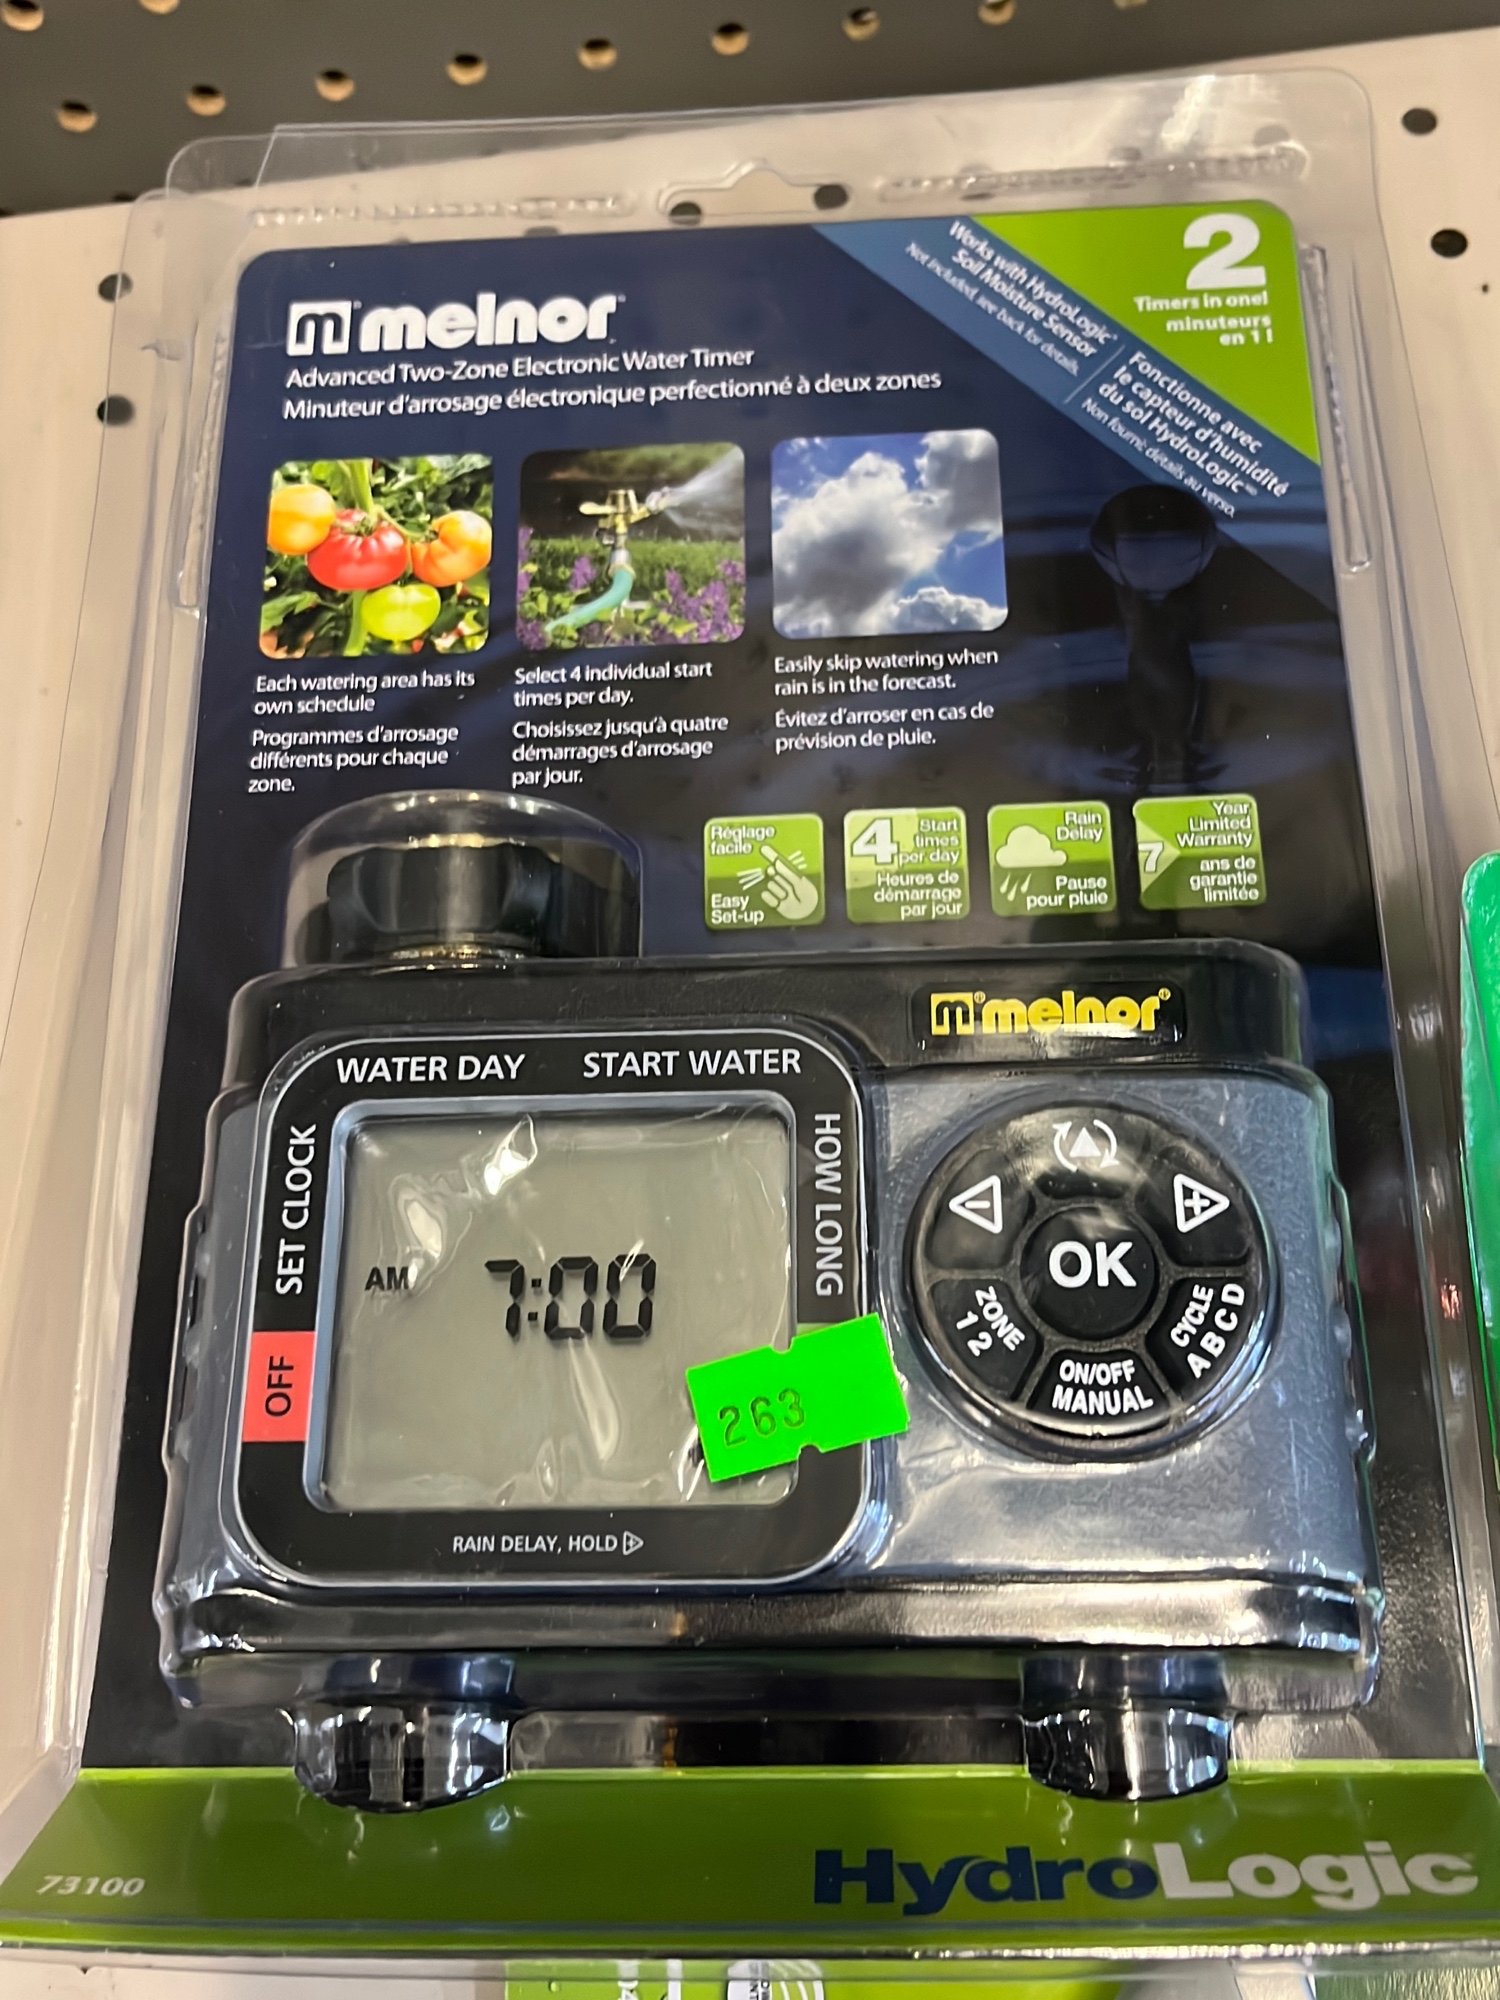 2
Timers in one!
minuteurs
en 1 !
Works with HydroLogic™
Soil Moisture Sensor
Not included, see back for details.
Fonctionne avec
le capteur d'humidité
du sol HydroLogic™
Non fourni; détails au verso.
m® melnor™
Advanced Two-Zone Electronic Water Timer
Minuteur d'arrosage électronique perfectionné à deux zones
Each watering area has its
own schedule
Programmes d'arrosage
différents pour chaque
zone.
Select 4 individual start
times per day.
Choisissez jusqu'à quatre
démarrages d'arrosage
par jour.
Easily skip watering when
rain is in the forecast.
Évitez d'arroser en cas de
prévision de pluie.
Réglage
facile
Easy
Set-up
4 Start
times
per day
Heures de
démarrage
par jour
Rain
Delay
Pause
pour pluie
7 Year
Limited
Warranty
ans de
garantie
limitée
m® melnor®
WATER DAY START WATER
SET CLOCK
HOW LONG
OFF
AM 7:00
263
RAIN DELAY, HOLD
OK
ZONE
1 2
ON/OFF
MANUAL
CYCLE
A B C D
73100
HydroLogic